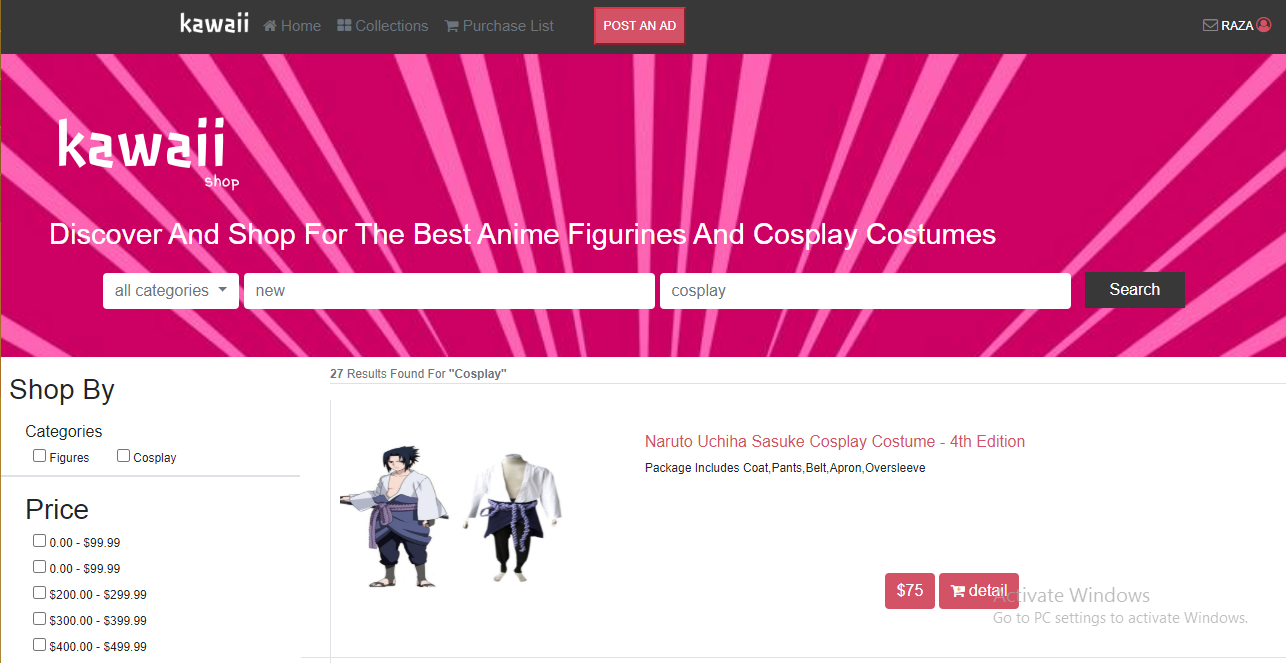 kawaii Home Collections Purchase List POST AN AD RAZA
kawaii
shop
Discover And Shop For The Best Anime Figurines And Cosplay Costumes
all categories new cosplay Search
27 Results Found For "Cosplay"
Shop By
Categories
Figures Cosplay
Price
0.00 - $99.99
0.00 - $99.99
$200.00 - $299.99
$300.00 - $399.99
$400.00 - $499.99
Naruto Uchiha Sasuke Cosplay Costume - 4th Edition
Package Includes Coat,Pants,Belt,Apron,Oversleeve
$75 detail
Activate Windows
Go to PC settings to activate Windows.